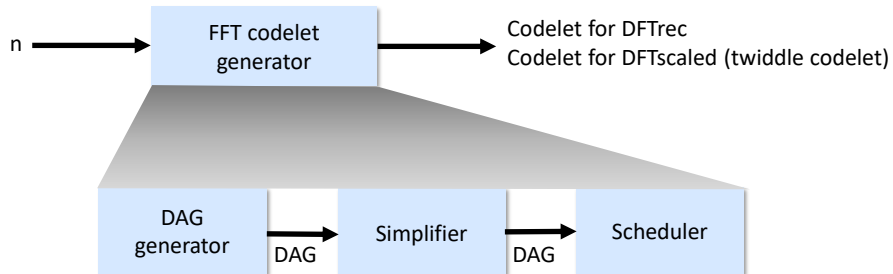 n
FFT codelet
generator
Codelet for DFTrec
Codelet for DFTscaled (twiddle codelet)
DAG
generator
DAG
Simplifier
DAG
Scheduler